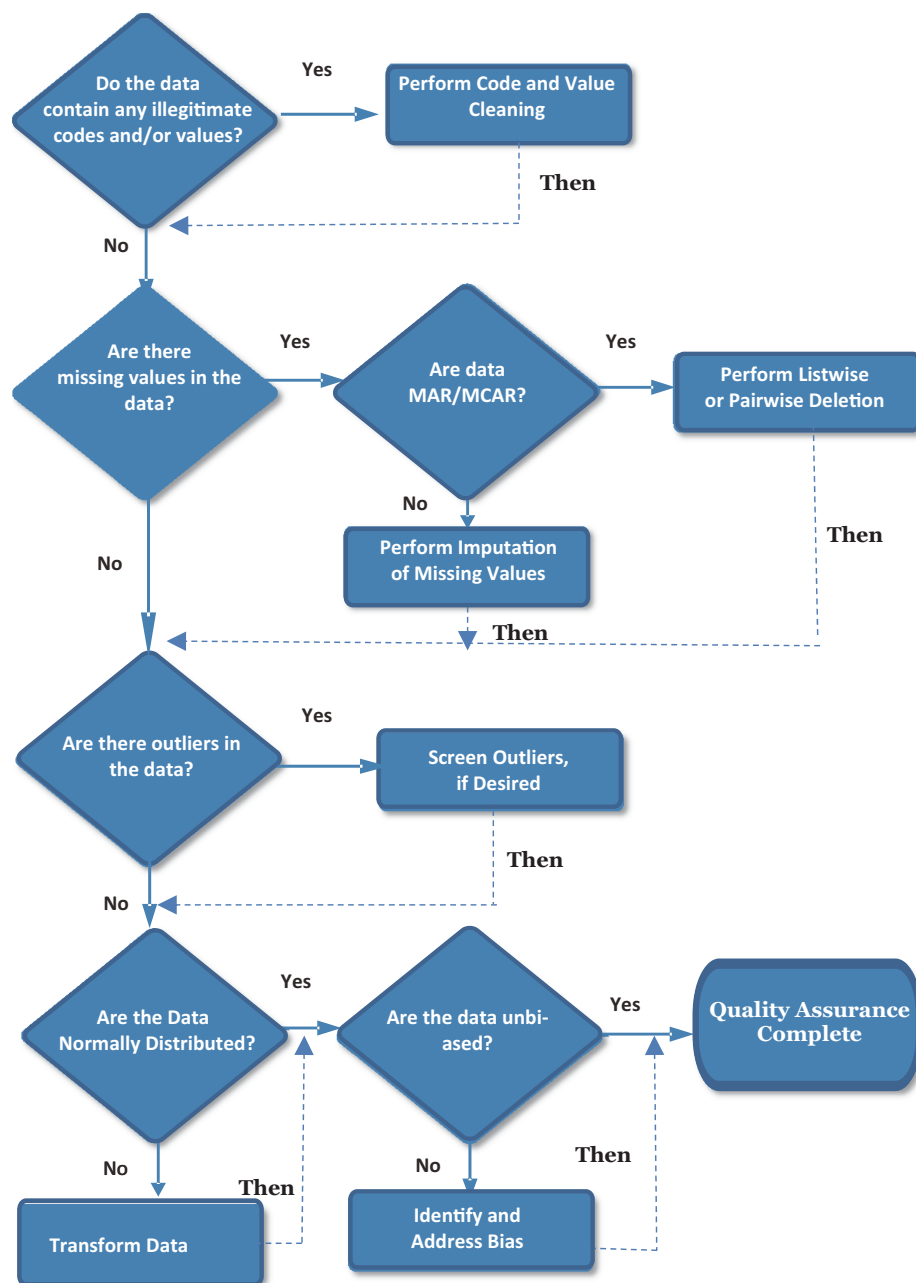 Do the data
contain any illegitimate
codes and/or values?
Yes
Perform Code and Value
Cleaning
Then
No
Are there
missing values in the
data?
Yes
Are data
MAR/MCAR?
Yes
Perform Listwise
or Pairwise Deletion
No
Then
No
Perform Imputation
of Missing Values
Then
Are there outliers in
the data?
Yes
Screen Outliers,
if Desired
Then
No
Are the Data
Normally Distributed?
Yes
Are the data unbi-
ased?
Yes
Quality Assurance
Complete
No
Then
No
Then
Transform Data
Identify and
Address Bias